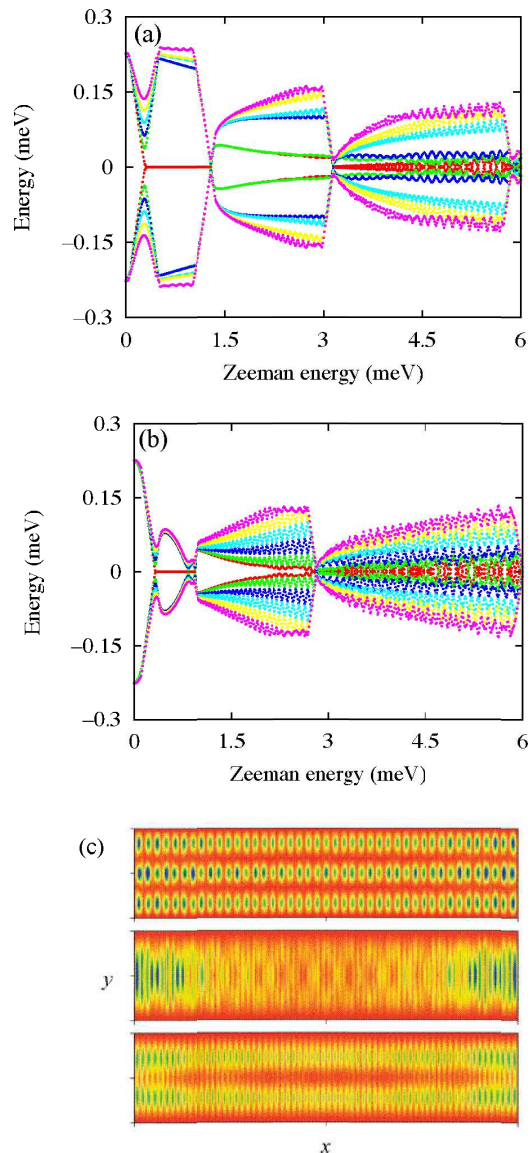 (a)
0.3
0.15
0
−0.15
−0.3
Energy (meV)
0 1.5 3 4.5 6
Zeeman energy (meV)
(b)
0.3
0.15
0
−0.15
−0.3
Energy (meV)
0 1.5 3 4.5 6
Zeeman energy (meV)
(c)
y
x